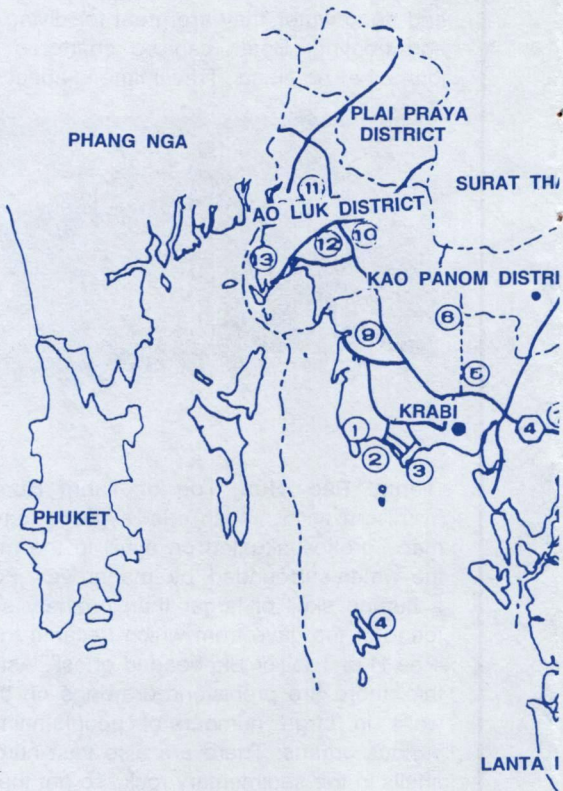 PLAI PRAYA
DISTRICT
PHANG NGA
SURAT THA
11
AO LUK DISTRICT
12
10
13
KAO PANOM DISTRI
6
9
5
KRABI
1
4
2
3
PHUKET
4
LANTA I